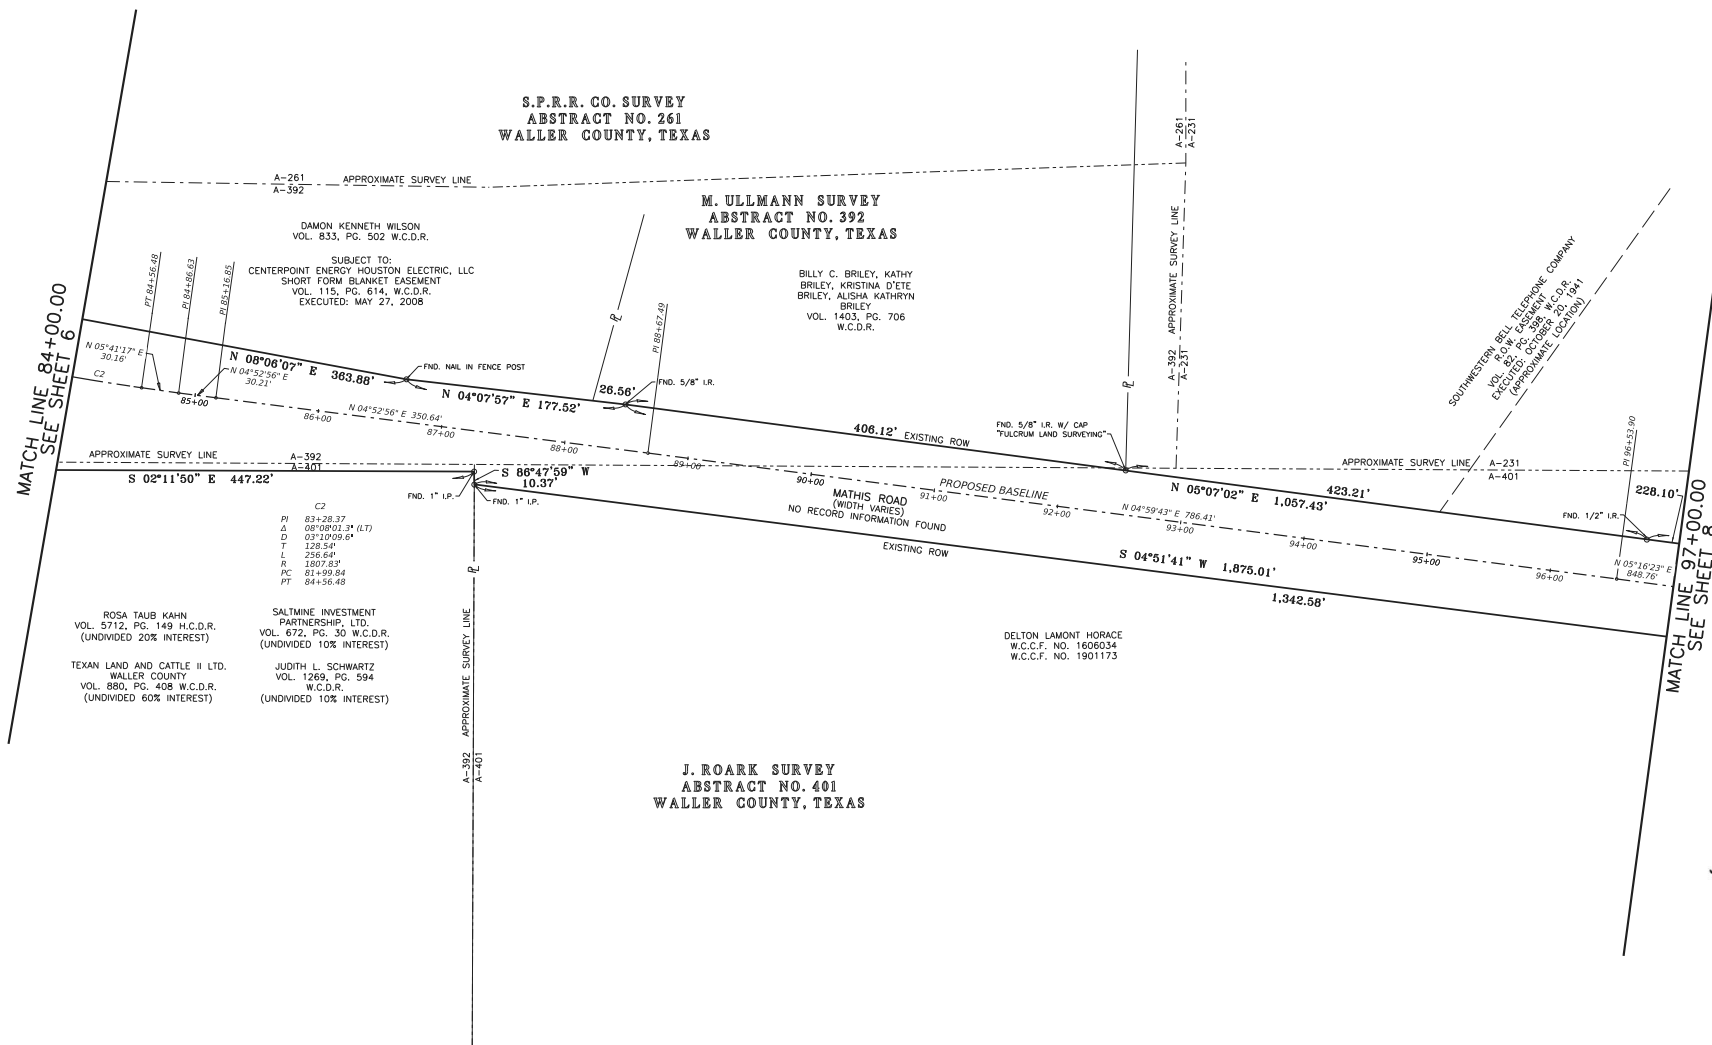 S.P.R.R. CO. SURVEY
ABSTRACT NO. 261
WALLER COUNTY, TEXAS
A-261
A-231
A-261 APPROXIMATE SURVEY LINE
A-392
M. ULLMANN SURVEY
ABSTRACT NO. 392
WALLER COUNTY, TEXAS
DAMON KENNETH WILSON
VOL. 833, PG. 502 W.C.D.R.
SUBJECT TO:
CENTERPOINT ENERGY HOUSTON ELECTRIC, LLC
SHORT FORM BLANKET EASEMENT
VOL. 115, PG. 614, W.C.D.R.
EXECUTED: MAY 27, 2008
BILLY C. BRILEY, KATHY
BRILEY, KRISTINA D'ETE
BRILEY, ALISHA KATHRYN
BRILEY
VOL. 1403, PG. 706
W.C.D.R.
A-392 APPROXIMATE SURVEY LINE
A-231
SOUTHWESTERN BELL TELEPHONE COMPANY
R.O.W. EASEMENT
VOL. 82, PG. 398, W.C.D.R.
EXECUTED: OCTOBER 20, 1941
(APPROXIMATE LOCATION)
PT 84+56.48
PI 84+86.63
PI 85+16.85
PI 88+67.49
PI 96+53.90
PL
PL
MATCH LINE 84+00.00
SEE SHEET 6
N 05°41'17" E
30.16'
C2
N 08°06'07" E 363.88'
N 04°52'56" E
30.21'
FND. NAIL IN FENCE POST
N 04°07'57" E 177.52'
26.56'
FND. 5/8" I.R.
85+00
86+00
N 04°52'56" E 350.64'
87+00
88+00
89+00
90+00
91+00
92+00
93+00
94+00
95+00
96+00
406.12' EXISTING ROW
FND. 5/8" I.R. W/ CAP
"FULCRUM LAND SURVEYING"
APPROXIMATE SURVEY LINE A-392
A-401
APPROXIMATE SURVEY LINE A-231
A-401
S 02°11'50" E 447.22'
S 86°47'59" W
10.37'
FND. 1" I.P.
FND. 1" I.P.
MATHIS ROAD
(WIDTH VARIES)
NO RECORD INFORMATION FOUND
PROPOSED BASELINE
N 05°07'02" E 1,057.43'
423.21'
228.10'
N 04°59'43" E 786.41'
FND. 1/2" I.R.
EXISTING ROW
S 04°51'41" W 1,875.01'
1,342.58'
N 05°16'23" E
848.76'
MATCH LINE 97+00.00
SEE SHEET 8
C2
PI 83+28.37
Δ 08°08'01.3" (LT)
D 03°10'09.6"
T 128.54'
L 256.64'
R 1807.83'
PC 81+99.84
PT 84+56.48
PL
ROSA TAUB KAHN
VOL. 5712, PG. 149 H.C.D.R.
(UNDIVIDED 20% INTEREST)
SALTMINE INVESTMENT
PARTNERSHIP, LTD.
VOL. 672, PG. 30 W.C.D.R.
(UNDIVIDED 10% INTEREST)
TEXAN LAND AND CATTLE II LTD.
WALLER COUNTY
VOL. 880, PG. 408 W.C.D.R.
(UNDIVIDED 60% INTEREST)
JUDITH L. SCHWARTZ
VOL. 1269, PG. 594
W.C.D.R.
(UNDIVIDED 10% INTEREST)
A-392 APPROXIMATE SURVEY LINE
A-401
DELTON LAMONT HORACE
W.C.C.F. NO. 1606034
W.C.C.F. NO. 1901173
J. ROARK SURVEY
ABSTRACT NO. 401
WALLER COUNTY, TEXAS